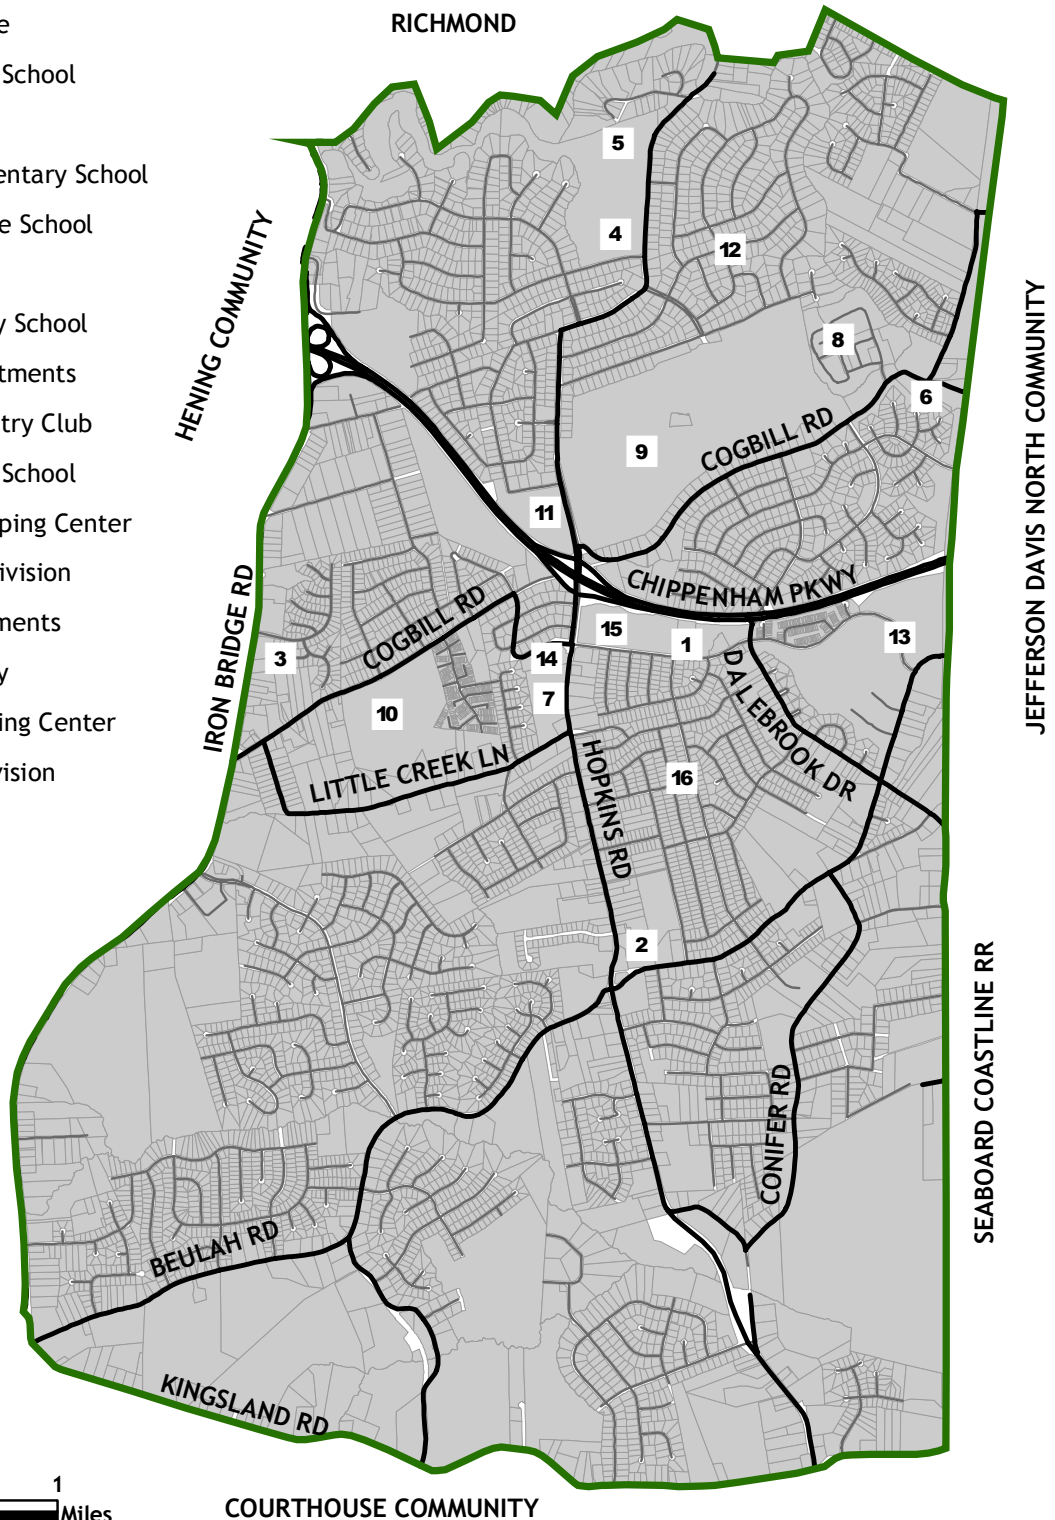 e
School
entary School
e School
y School
tments
try Club
School
ping Center
ivision
ments
y
ing Center
vision
1
Miles
RICHMOND
HENING COMMUNITY
JEFFERSON DAVIS NORTH COMMUNITY
IRON BRIDGE RD
SEABOARD COASTLINE RR
COURTHOUSE COMMUNITY
5
4
12
8
6
9
COGBILL RD
11
CHIPPENHAM PKWY
COGBILL RD
15
1
13
3
14
7
10
DALEBROOK DR
LITTLE CREEK LN
HOPKINS RD
16
2
CONIFER RD
BEULAH RD
KINGSLAND RD